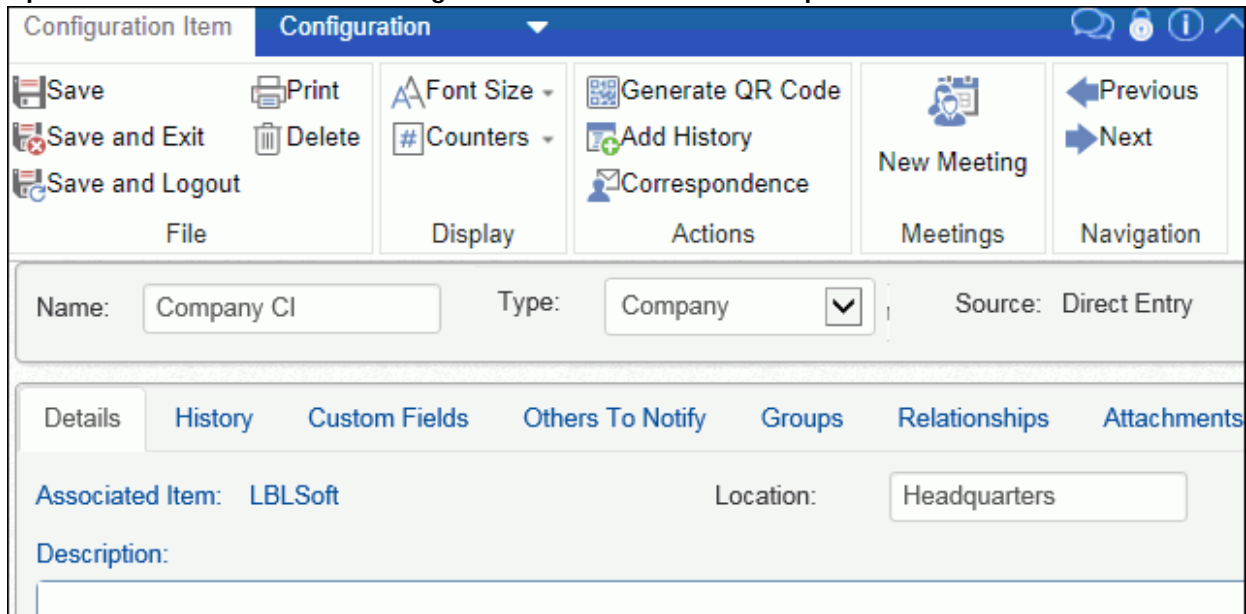 Configuration Item Configuration
Save Print Font Size Generate QR Code Previous
Save and Exit Delete # Counters Add History New Meeting Next
Save and Logout Correspondence
File Display Actions Meetings Navigation
Name: Company CI Type: Company Source: Direct Entry
Details History Custom Fields Others To Notify Groups Relationships Attachments
Associated Item: LBLSoft Location: Headquarters
Description: